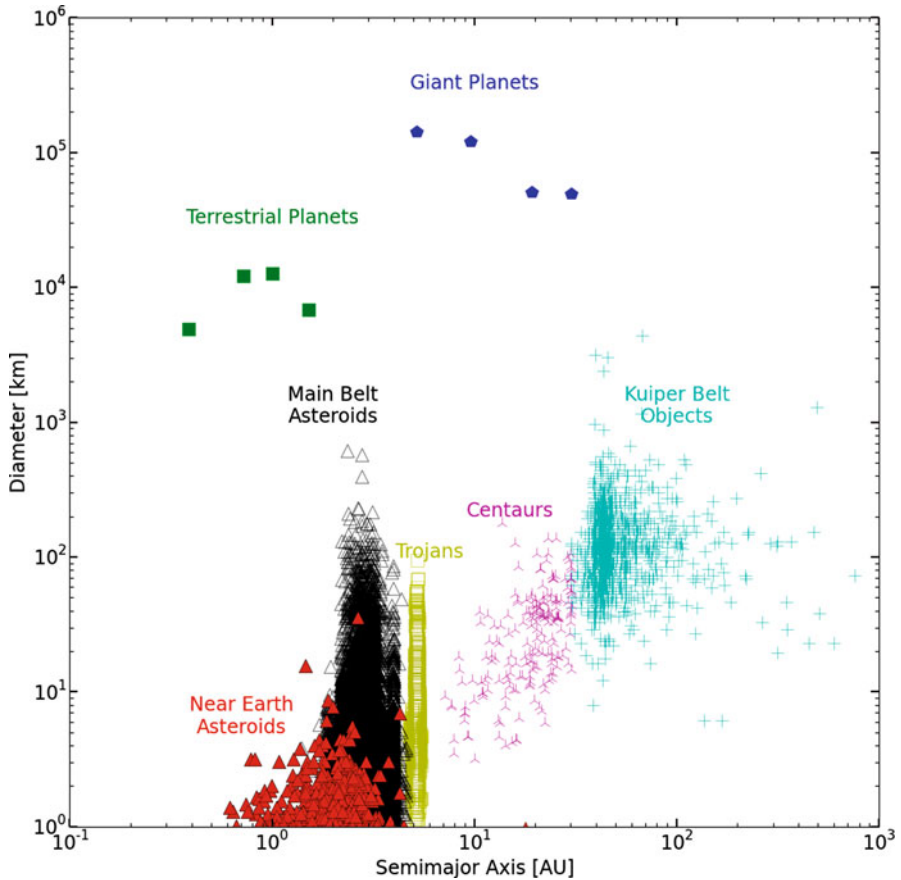 10^6
Giant Planets
10^5
Terrestrial Planets
10^4
Main Belt
Asteroids
Kuiper Belt
Objects
10^3
Diameter [km]
Centaurs
10^2
Trojans
10^1
Near Earth
Asteroids
10^0
10^-1
10^0
10^1
10^2
10^3
Semimajor Axis [AU]